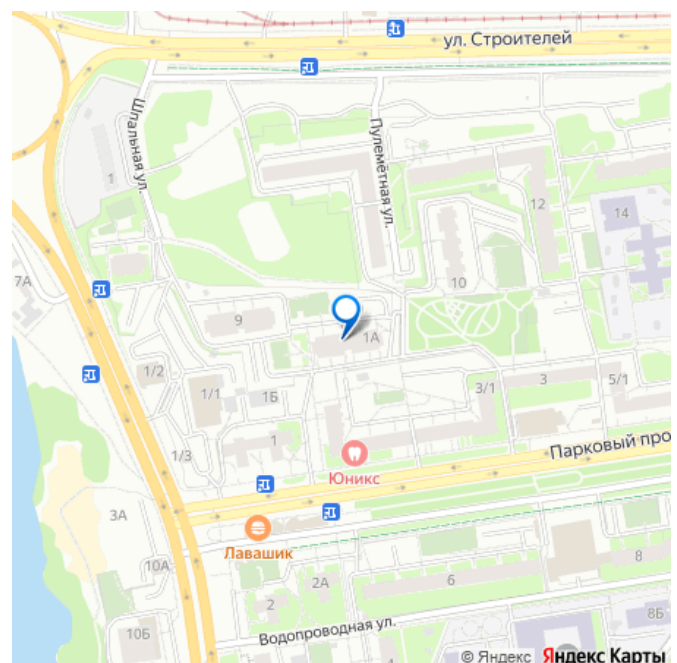 ул. Строителей
Шпальная ул.
Пулемётная ул.
1
12
14
7А
10
9
1А
1/2
1/1
1Б
3/1
3
5/1
1
1/3
Юникс
Парковый про
3А
Лавашик
10А
2А
6
8
2
8Б
10Б
Водопроводная ул.
© Яндекс Яндекс Карты